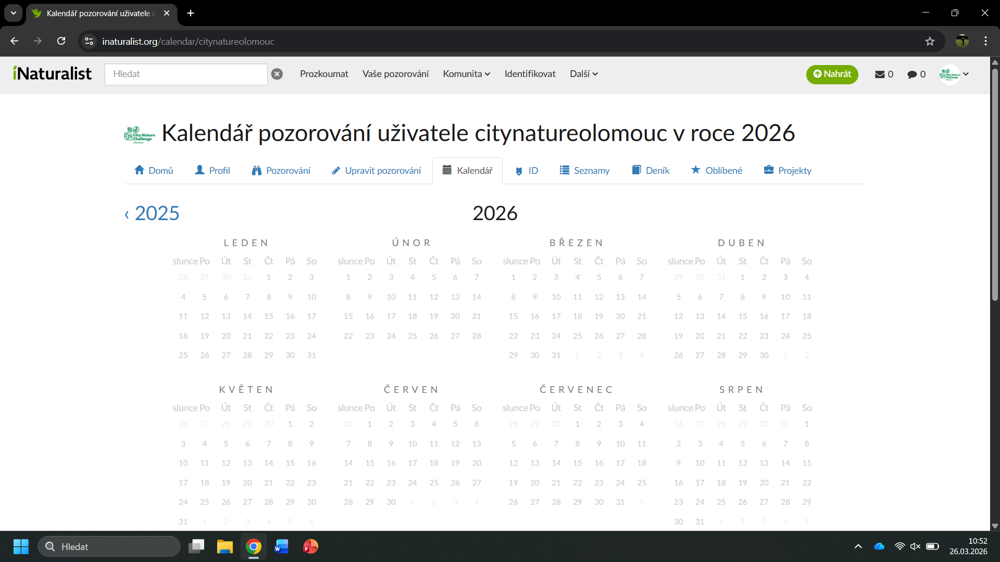 Kalendář pozorování uživatele c
inaturalist.org/calendar/citynatureolomouc
iNaturalist
Hledat
Prozkoumat
Vaše pozorování
Komunita
Identifikovat
Další
Nahrát
0
0
City Nature Challenge
Olomouc
Kalendář pozorování uživatele citynatureolomouc v roce 2026
Domů
Profil
Pozorování
Upravit pozorování
Kalendář
ID
Seznamy
Deník
Oblíbené
Projekty
‹ 2025
2026
LEDEN
slunce Po Út St Čt Pá So
28 29 30 31 1 2 3
4 5 6 7 8 9 10
11 12 13 14 15 16 17
18 19 20 21 22 23 24
25 26 27 28 29 30 31
ÚNOR
slunce Po Út St Čt Pá So
1 2 3 4 5 6 7
8 9 10 11 12 13 14
15 16 17 18 19 20 21
22 23 24 25 26 27 28
BŘEZEN
slunce Po Út St Čt Pá So
1 2 3 4 5 6 7
8 9 10 11 12 13 14
15 16 17 18 19 20 21
22 23 24 25 26 27 28
29 30 31 1 2 3 4
DUBEN
slunce Po Út St Čt Pá So
29 30 31 1 2 3 4
5 6 7 8 9 10 11
12 13 14 15 16 17 18
19 20 21 22 23 24 25
26 27 28 29 30 1 2
KVĚTEN
slunce Po Út St Čt Pá So
26 27 28 29 30 1 2
3 4 5 6 7 8 9
10 11 12 13 14 15 16
17 18 19 20 21 22 23
24 25 26 27 28 29 30
31 1 2 3 4 5 6
ČERVEN
slunce Po Út St Čt Pá So
31 1 2 3 4 5 6
7 8 9 10 11 12 13
14 15 16 17 18 19 20
21 22 23 24 25 26 27
28 29 30 1 2 3 4
ČERVENEC
slunce Po Út St Čt Pá So
28 29 30 1 2 3 4
5 6 7 8 9 10 11
12 13 14 15 16 17 18
19 20 21 22 23 24 25
26 27 28 29 30 31 1
SRPEN
slunce Po Út St Čt Pá So
26 27 28 29 30 31 1
2 3 4 5 6 7 8
9 10 11 12 13 14 15
16 17 18 19 20 21 22
23 24 25 26 27 28 29
30 31 1 2 3 4 5
Hledat
10:52
26.03.2026